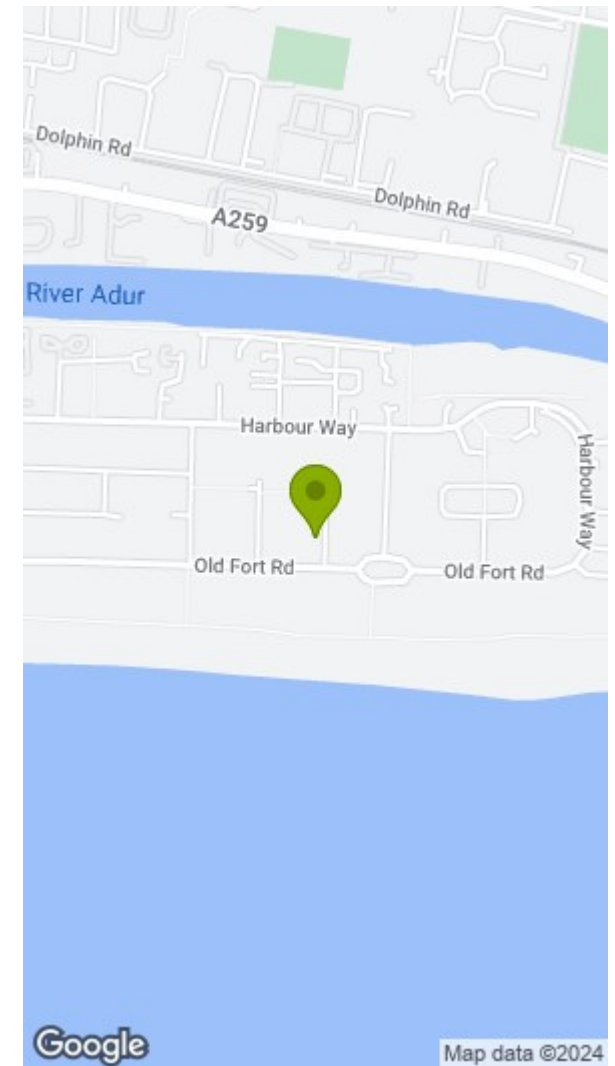 Dolphin Rd
Dolphin Rd
A259
River Adur
Harbour Way
Harbour Way
Old Fort Rd
Old Fort Rd
Google
Map data ©2024